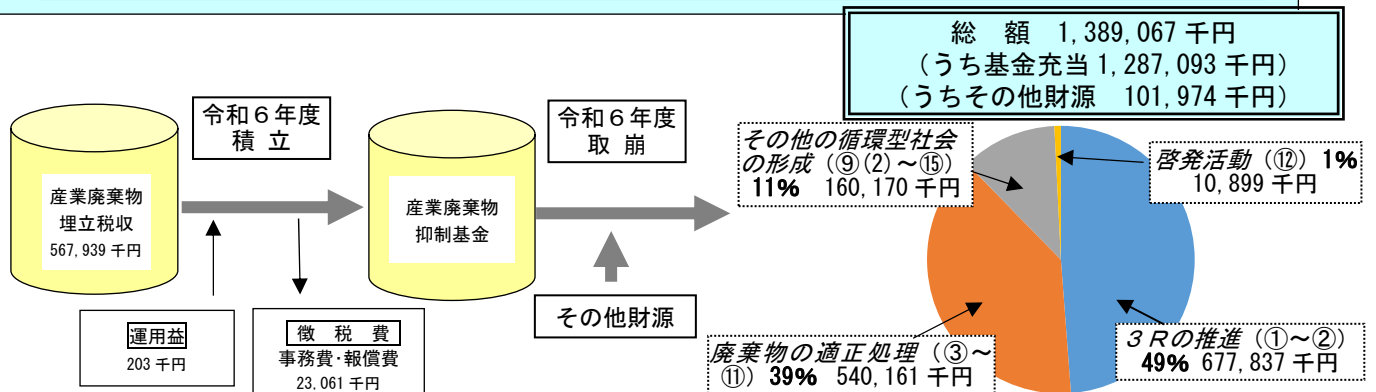 総 額 1,389,067 千円
(うち基金充当 1,287,093 千円)
(うちその他財源 101,974 千円)
令和6年度
積 立
令和6年度
取 崩
産業廃棄物
埋立税収
567,939 千円
産業廃棄物
抑制基金
運用益
203 千円
徴 税 費
事務費・報償費
23,061 千円
その他財源
その他の循環型社会
の形成(⑨(2)~⑮)
11% 160,170 千円
啓発活動(⑫)1%
10,899 千円
廃棄物の適正処理(③~
⑪)39% 540,161 千円
3Rの推進(①~②)
49% 677,837 千円